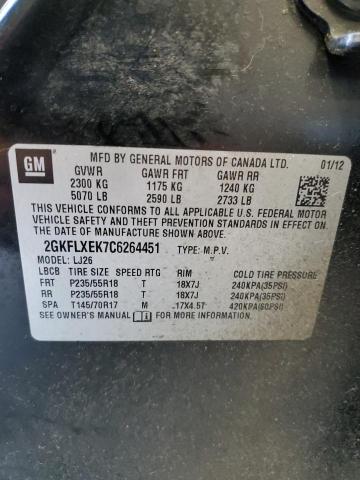 GM
MFD BY GENERAL MOTORS OF CANADA LTD. 01/12
GVWR GAWR FRT GAWR RR
2300 KG 1175 KG 1240 KG
5070 LB 2590 LB 2733 LB
THIS VEHICLE CONFORMS TO ALL APPLICABLE U.S. FEDERAL MOTOR
VEHICLE SAFETY, BUMPER, AND THEFT PREVENTION STANDARDS IN
EFFECT ON THE DATE OF MANUFACTURE SHOWN ABOVE.
2GKFLXEK7C6264451 TYPE: M.P.V.
MODEL: LJ26
LBCB TIRE SIZE SPEED RTG RIM COLD TIRE PRESSURE
FRT P235/55R18 T 18X7J 240KPA(35PSI)
RR P235/55R18 T 18X7J 240KPA(35PSI)
SPA T145/70R17 M 17X4.5T 420KPA(60PSI)
SEE OWNER'S MANUAL FOR MORE INFORMATION.